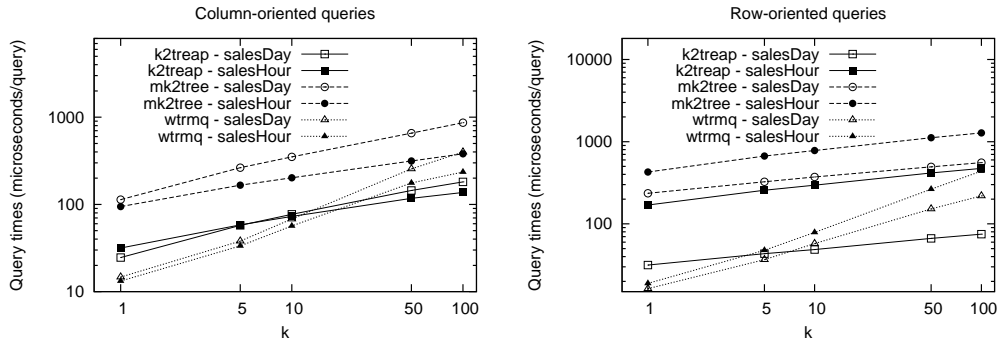 Column-oriented queries
Query times (microseconds/query)
1000
100
10
k2treap - salesDay
k2treap - salesHour
mk2tree - salesDay
mk2tree - salesHour
wtrmq - salesDay
wtrmq - salesHour
1 5 10 50 100
k
Row-oriented queries
Query times (microseconds/query)
10000
1000
100
k2treap - salesDay
k2treap - salesHour
mk2tree - salesDay
mk2tree - salesHour
wtrmq - salesDay
wtrmq - salesHour
1 5 10 50 100
k